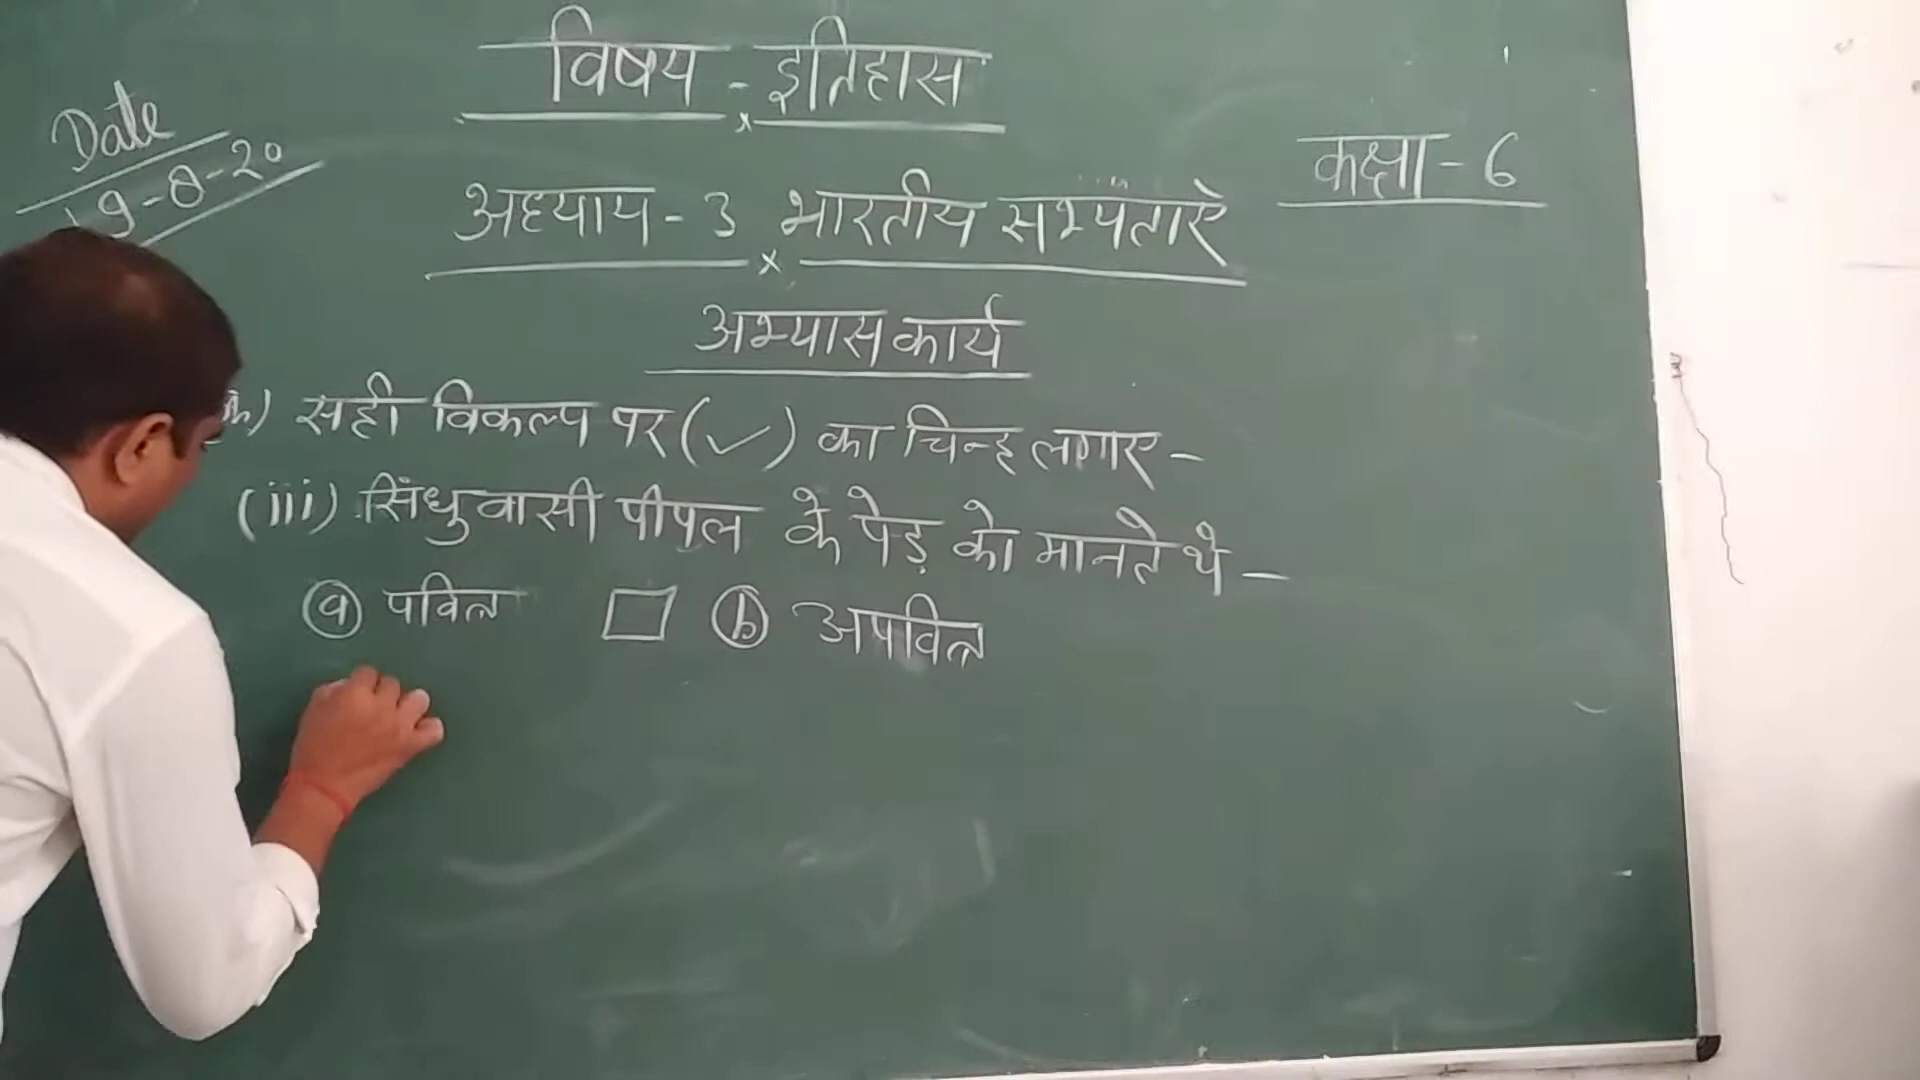 विषय - इतिहास
Date
19-8-20
कक्षा - 6
अध्याय - 3 भारतीय सभ्यताएं
अभ्यास कार्य
क) सही विकल्प पर (✓) का चिन्ह लगाए -
(iii) सिंधुवासी पीपल के पेड़ को मानते थे -
(a) पवित्र □ (b) अपवित्र